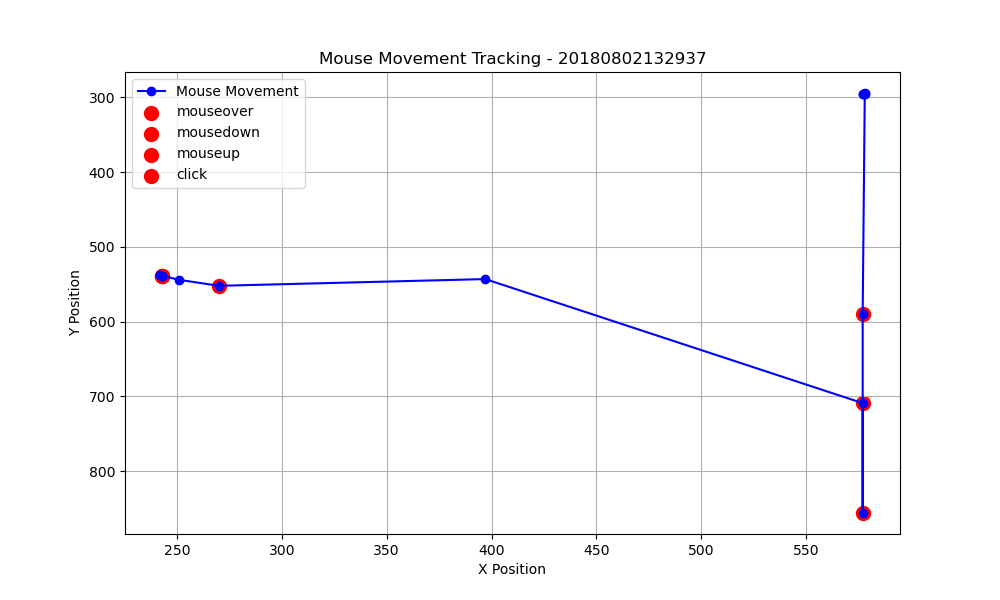 Mouse Movement Tracking - 20180802132937
Mouse Movement
mouseover
mousedown
mouseup
click
300
400
500
600
700
800
Y Position
250
300
350
400
450
500
550
X Position